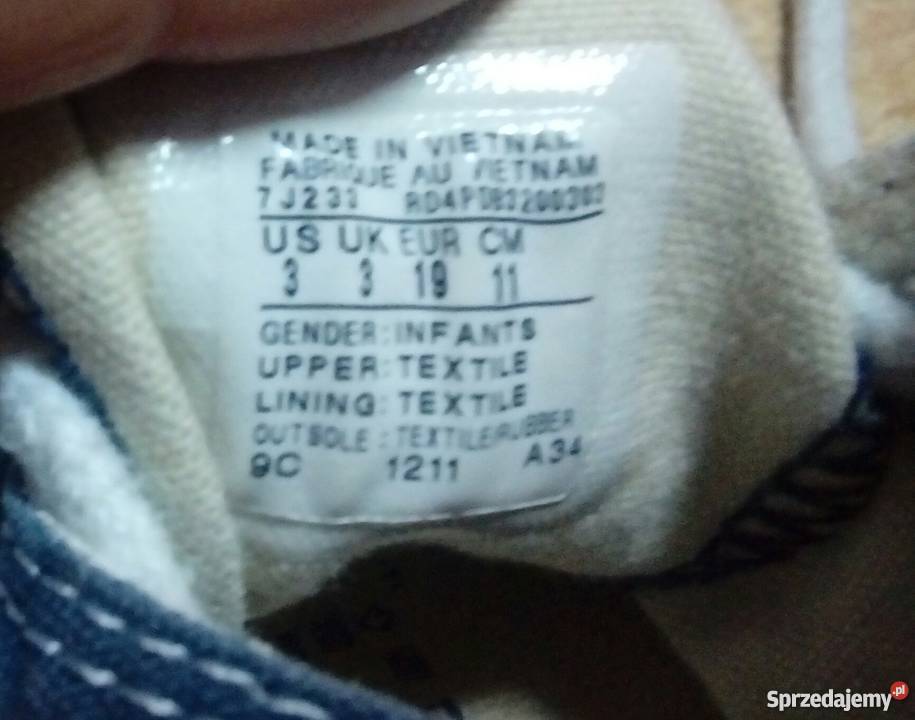 MADE IN VIETNAM
FABRIQUE AU VIETNAM
7J233
US UK EUR CM
3 3 19 11
GENDER:INFANTS
UPPER:TEXTILE
LINING:TEXTILE
OUTSOLE:TEXTILE/RUBBER
9C 1211 A34
Sprzedajemy.pl